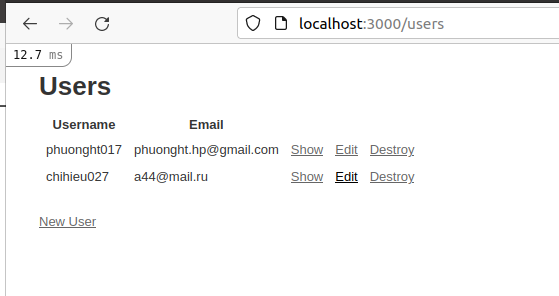 localhost:3000/users
12.7 ms
Users
Username Email
phuonght017 phuonght.hp@gmail.com Show Edit Destroy
chihieu027 a44@mail.ru Show Edit Destroy
New User